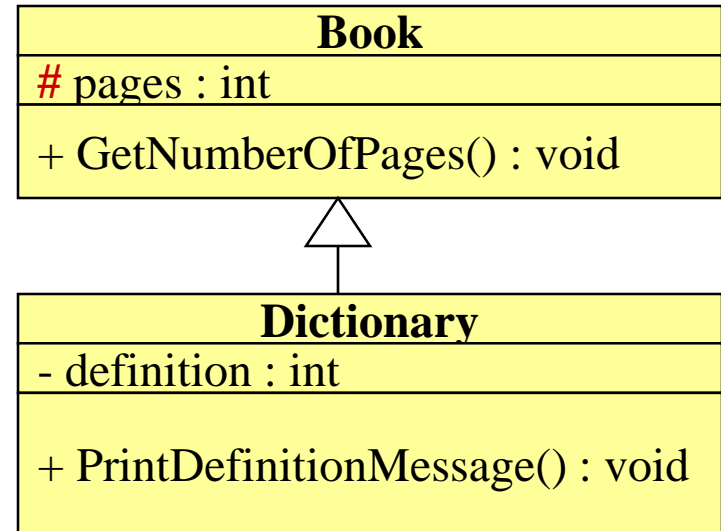 Book
# pages : int
+ GetNumberOfPages() : void
Dictionary
- definition : int
+ PrintDefinitionMessage() : void